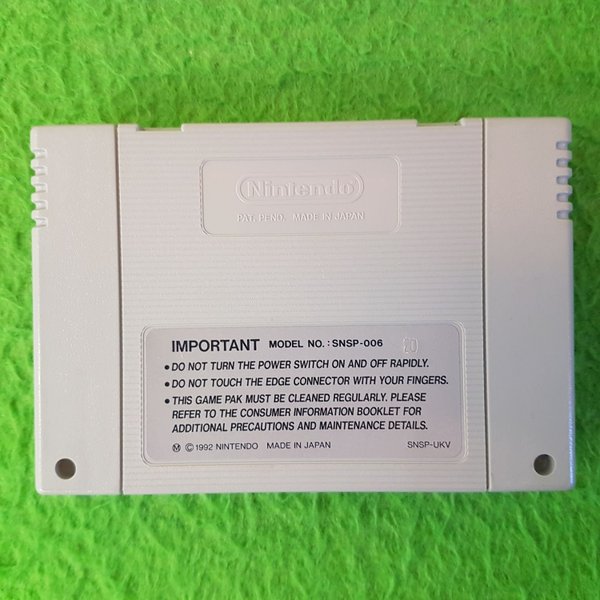 Nintendo
PAT. PEND. MADE IN JAPAN
IMPORTANT MODEL NO. : SNSP-006
• DO NOT TURN THE POWER SWITCH ON AND OFF RAPIDLY.
• DO NOT TOUCH THE EDGE CONNECTOR WITH YOUR FINGERS.
• THIS GAME PAK MUST BE CLEANED REGULARLY. PLEASE
REFER TO THE CONSUMER INFORMATION BOOKLET FOR
ADDITIONAL PRECAUTIONS AND MAINTENANCE DETAILS.
Ⓜ © 1992 NINTENDO MADE IN JAPAN SNSP-UKV